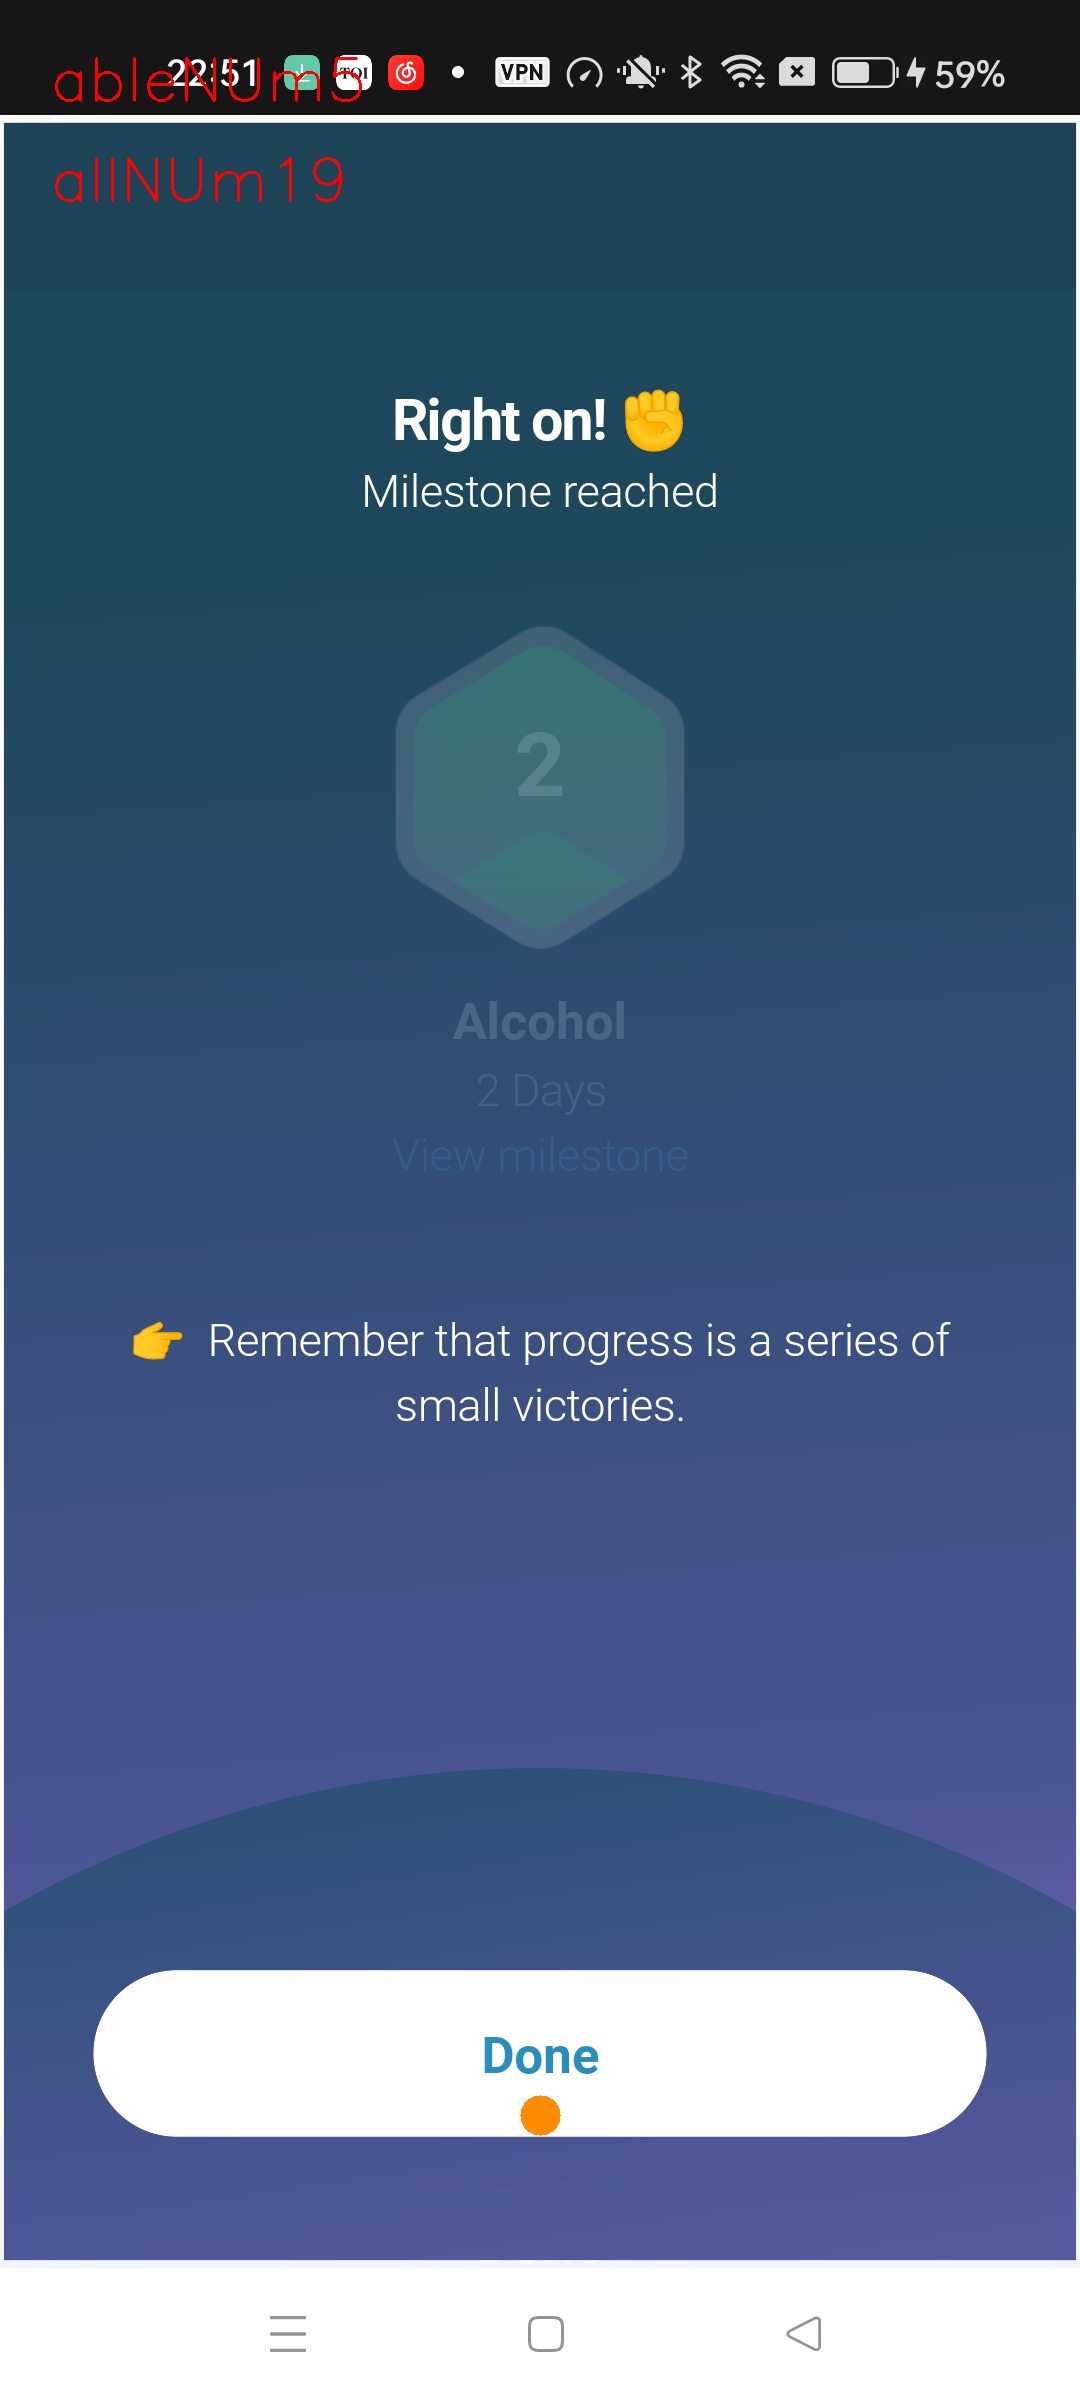 22:51 TQI VPN 59%
ableNUm5
allNUm19
Right on! ✊
Milestone reached
2
Alcohol
2 Days
View milestone
👉 Remember that progress is a series of
small victories.
Done